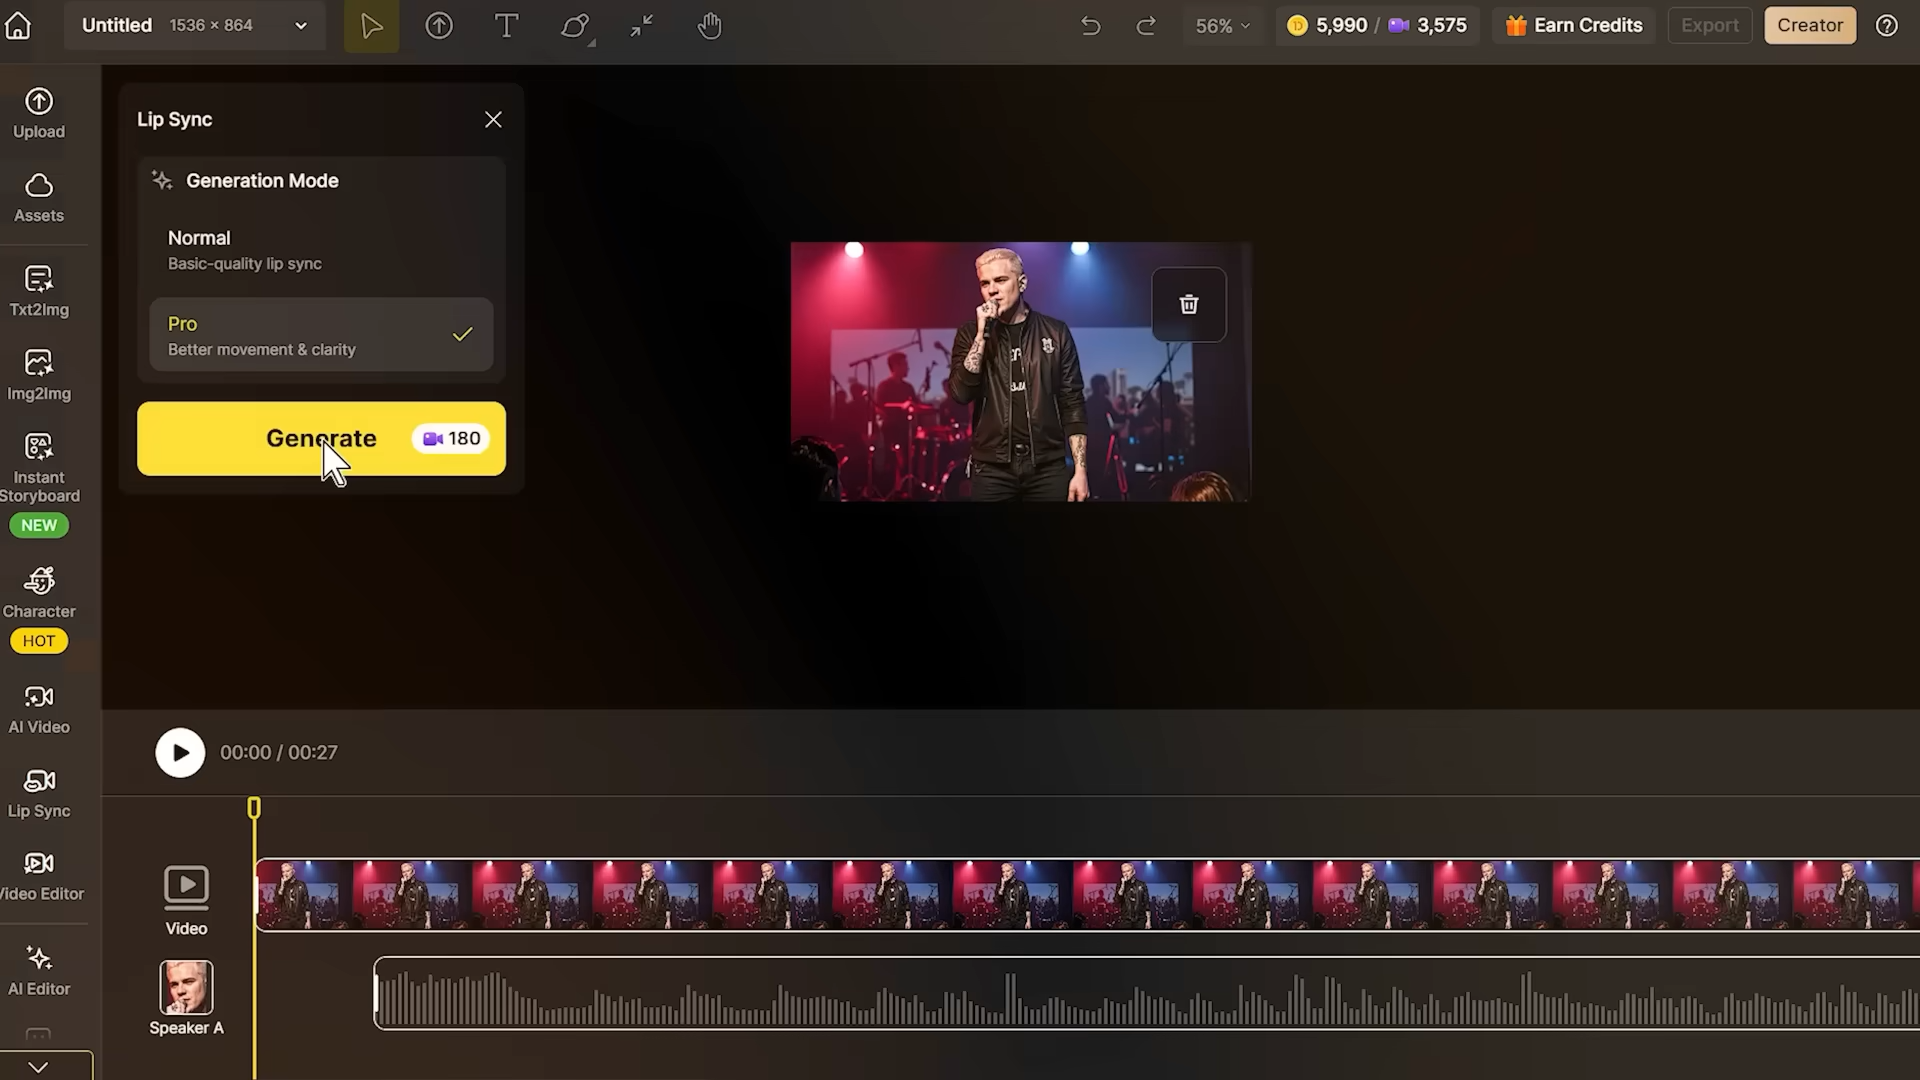 Untitled 1536 × 864
56%
5,990 / 3,575
Earn Credits
Export
Creator
Upload
Assets
Txt2Img
Img2Img
Instant
Storyboard
NEW
Character
HOT
AI Video
Lip Sync
Video Editor
AI Editor
Lip Sync
Generation Mode
Normal
Basic-quality lip sync
Pro
Better movement & clarity
Generate 180
00:00 / 00:27
Video
Speaker A